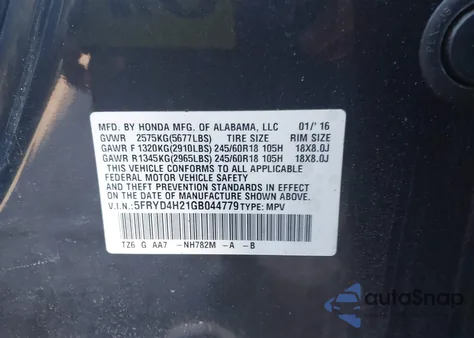 MFD. BY HONDA MFG. OF ALABAMA, LLC 01/'16
GVWR 2575KG(5677LBS) TIRE SIZE RIM SIZE
GAWR F 1320KG(2910LBS) 245/60R18 105H 18X8.0J
GAWR R 1345KG(2965LBS) 245/60R18 105H 18X8.0J
THIS VEHICLE CONFORMS TO ALL APPLICABLE
FEDERAL MOTOR VEHICLE SAFETY
AND THEFT PREVENTION STANDARDS IN EFFECT
ON THE DATE OF MANUFACTURE SHOWN ABOVE.
V.I.N.: 5FRYD4H21GB044779 TYPE: MPV
TZ6 G AA7 -NH782M -A -B
autoSnap